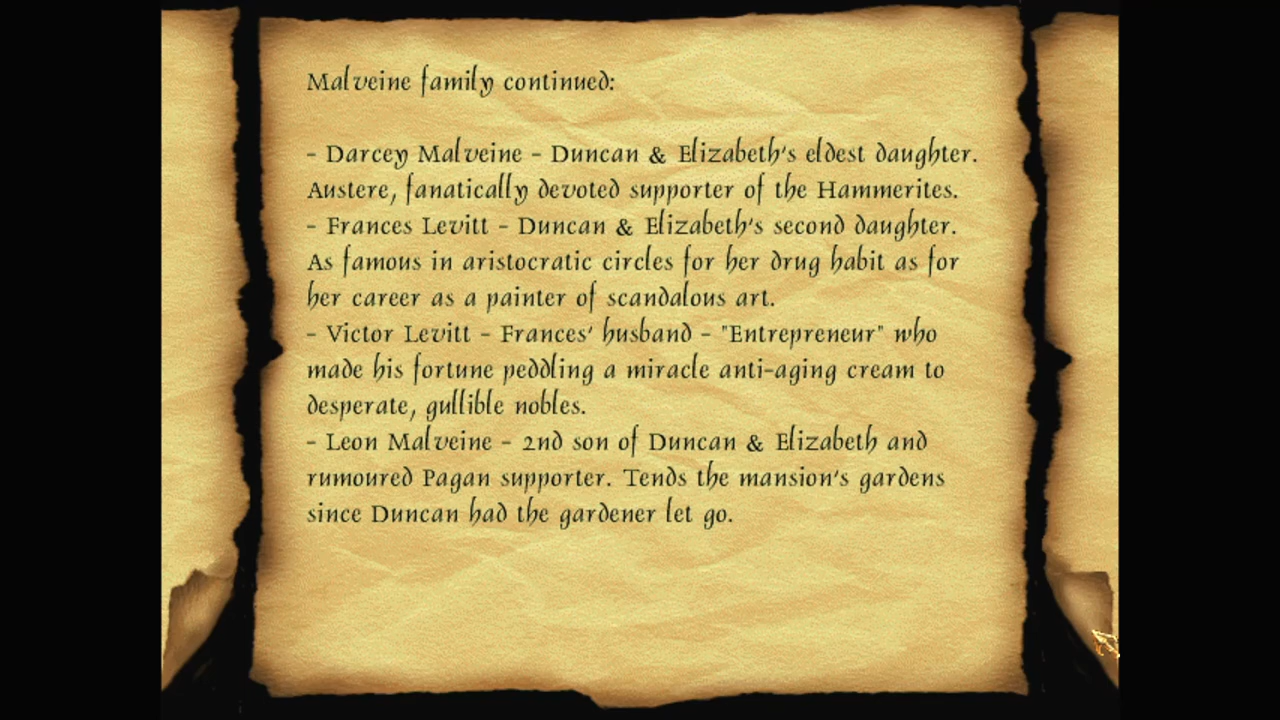 Malveine family continued:
- Darcey Malveine - Duncan & Elizabeth's eldest daughter.
Austere, fanatically devoted supporter of the Hammerites.
- Frances Levitt - Duncan & Elizabeth's second daughter.
As famous in aristocratic circles for her drug habit as for
her career as a painter of scandalous art.
- Victor Levitt - Frances' husband - "Entrepreneur" who
made his fortune peddling a miracle anti-aging cream to
desperate, gullible nobles.
- Leon Malveine - 2nd son of Duncan & Elizabeth and
rumoured Pagan supporter. Tends the mansion's gardens
since Duncan had the gardener let go.